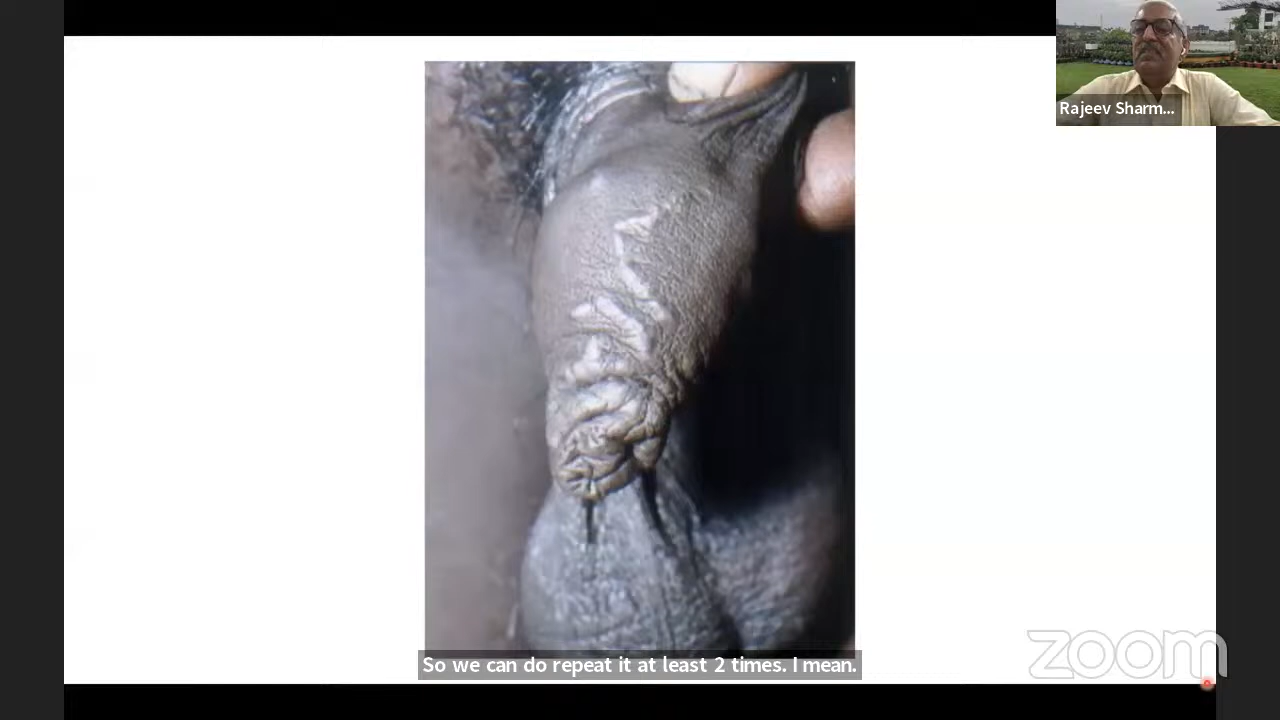 Rajeev Sharm...
So we can do repeat it at least 2 times. I mean.
zoom